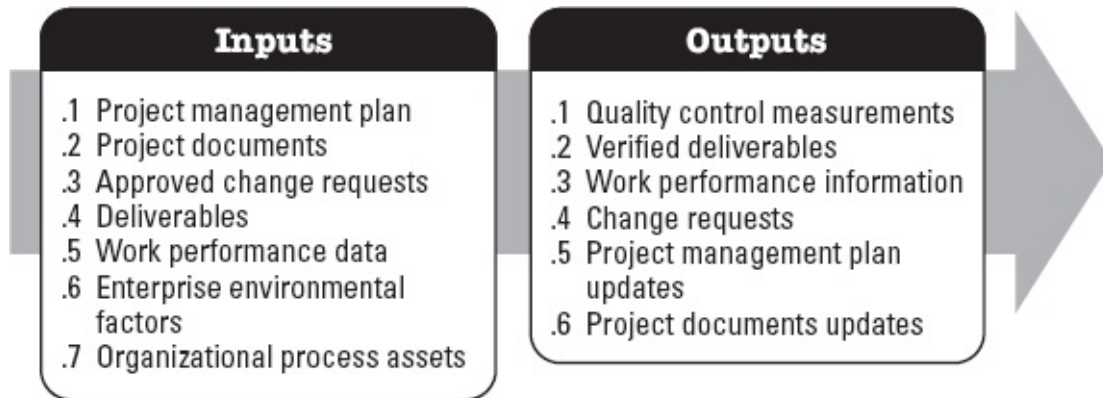 Inputs
.1 Project management plan
.2 Project documents
.3 Approved change requests
.4 Deliverables
.5 Work performance data
.6 Enterprise environmental
factors
.7 Organizational process assets
Outputs
.1 Quality control measurements
.2 Verified deliverables
.3 Work performance information
.4 Change requests
.5 Project management plan
updates
.6 Project documents updates